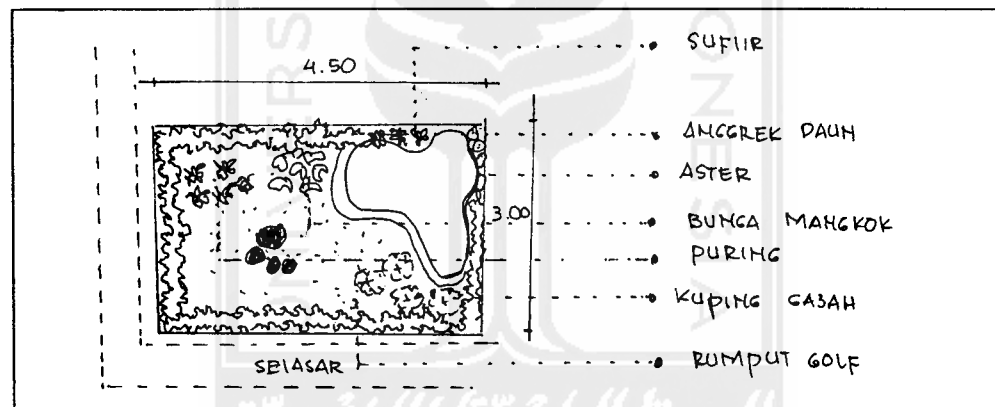 SUFIIR
4.50
ANGGREK DAUN
ASTER
3.00
BUNGA MANGKOK
PURING
KUPING GAJAH
SELASAR
RUMPUT GOLF